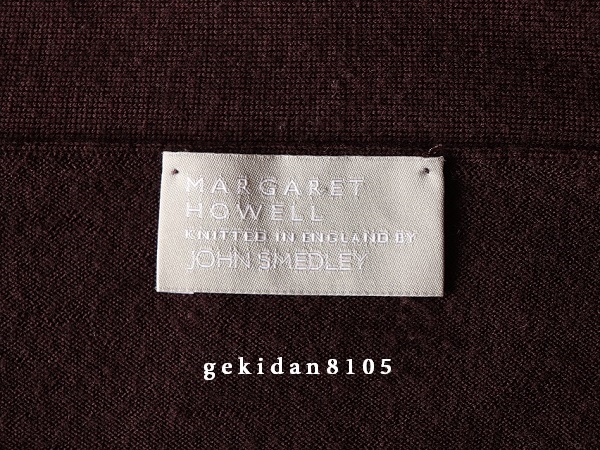 MARGARET
HOWELL
KNITTED IN ENGLAND BY
JOHN SMEDLEY
gekidan8105